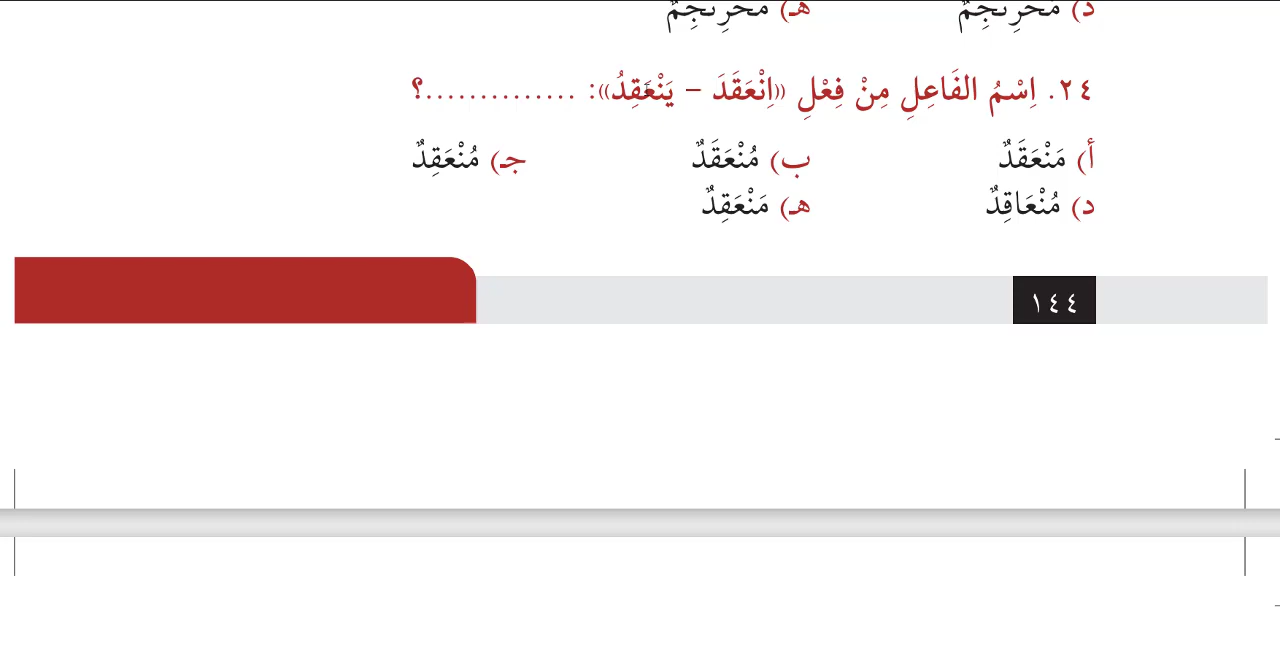 د) مُحْرَنْجِمٌ هـ) مَحْرِنْجِمٌ
٢٤. اِسْمُ الفَاعِلِ مِنْ فِعْلِ «اِنْعَقَدَ – يَنْعَقِدُ»: ..............؟
أ) مَنْعَقَدٌ ب) مُنْعَقَدٌ جـ) مُنْعَقِدٌ
د) مُنْعَاقِدٌ هـ) مَنْعَقِدٌ
١٤٤